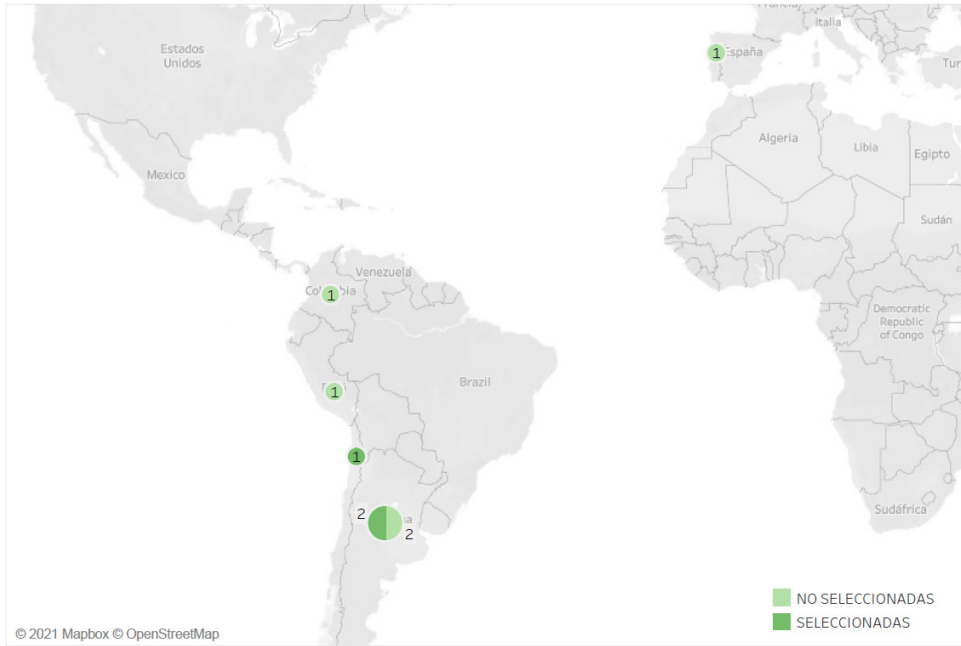 Francia
Italia
Estados
Unidos
1
España
Tur
Algeria
Libia
Egipto
Mexico
Sudán
Venezuela
1
Democratic
Republic
of Congo
Brazil
1
1
Sudáfrica
2
2
NO SELECCIONADAS
SELECCIONADAS
© 2021 Mapbox © OpenStreetMap